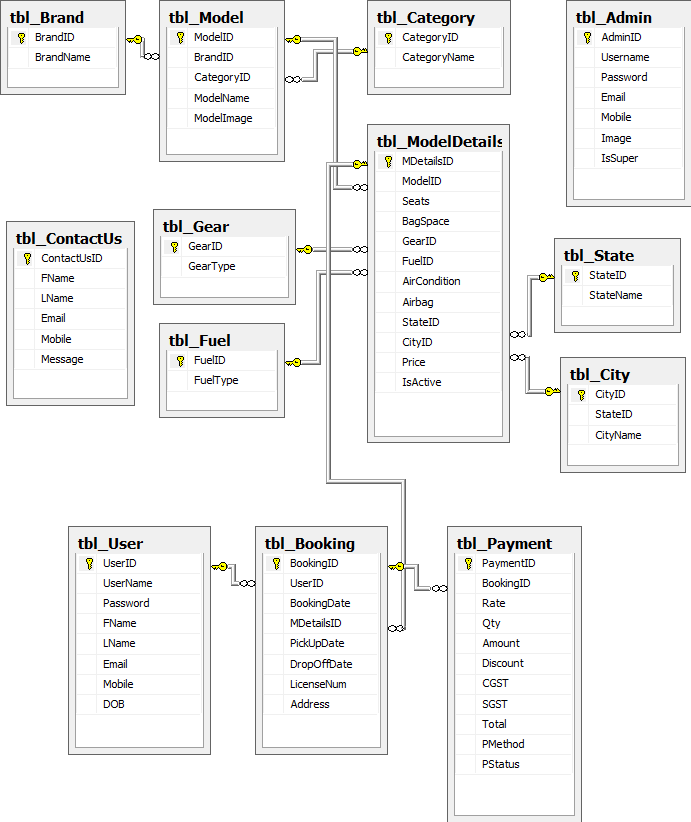 tbl_Brand
BrandID
BrandName
tbl_Model
ModelID
BrandID
CategoryID
ModelName
ModelImage
tbl_Category
CategoryID
CategoryName
tbl_Admin
AdminID
Username
Password
Email
Mobile
Image
IsSuper
tbl_ModelDetails
MDetailsID
ModelID
Seats
BagSpace
GearID
FuelID
AirCondition
Airbag
StateID
CityID
Price
IsActive
tbl_ContactUs
ContactUsID
FName
LName
Email
Mobile
Message
tbl_Gear
GearID
GearType
tbl_Fuel
FuelID
FuelType
tbl_State
StateID
StateName
tbl_City
CityID
StateID
CityName
tbl_User
UserID
UserName
Password
FName
LName
Email
Mobile
DOB
tbl_Booking
BookingID
UserID
BookingDate
MDetailsID
PickUpDate
DropOffDate
LicenseNum
Address
tbl_Payment
PaymentID
BookingID
Rate
Qty
Amount
Discount
CGST
SGST
Total
PMethod
PStatus